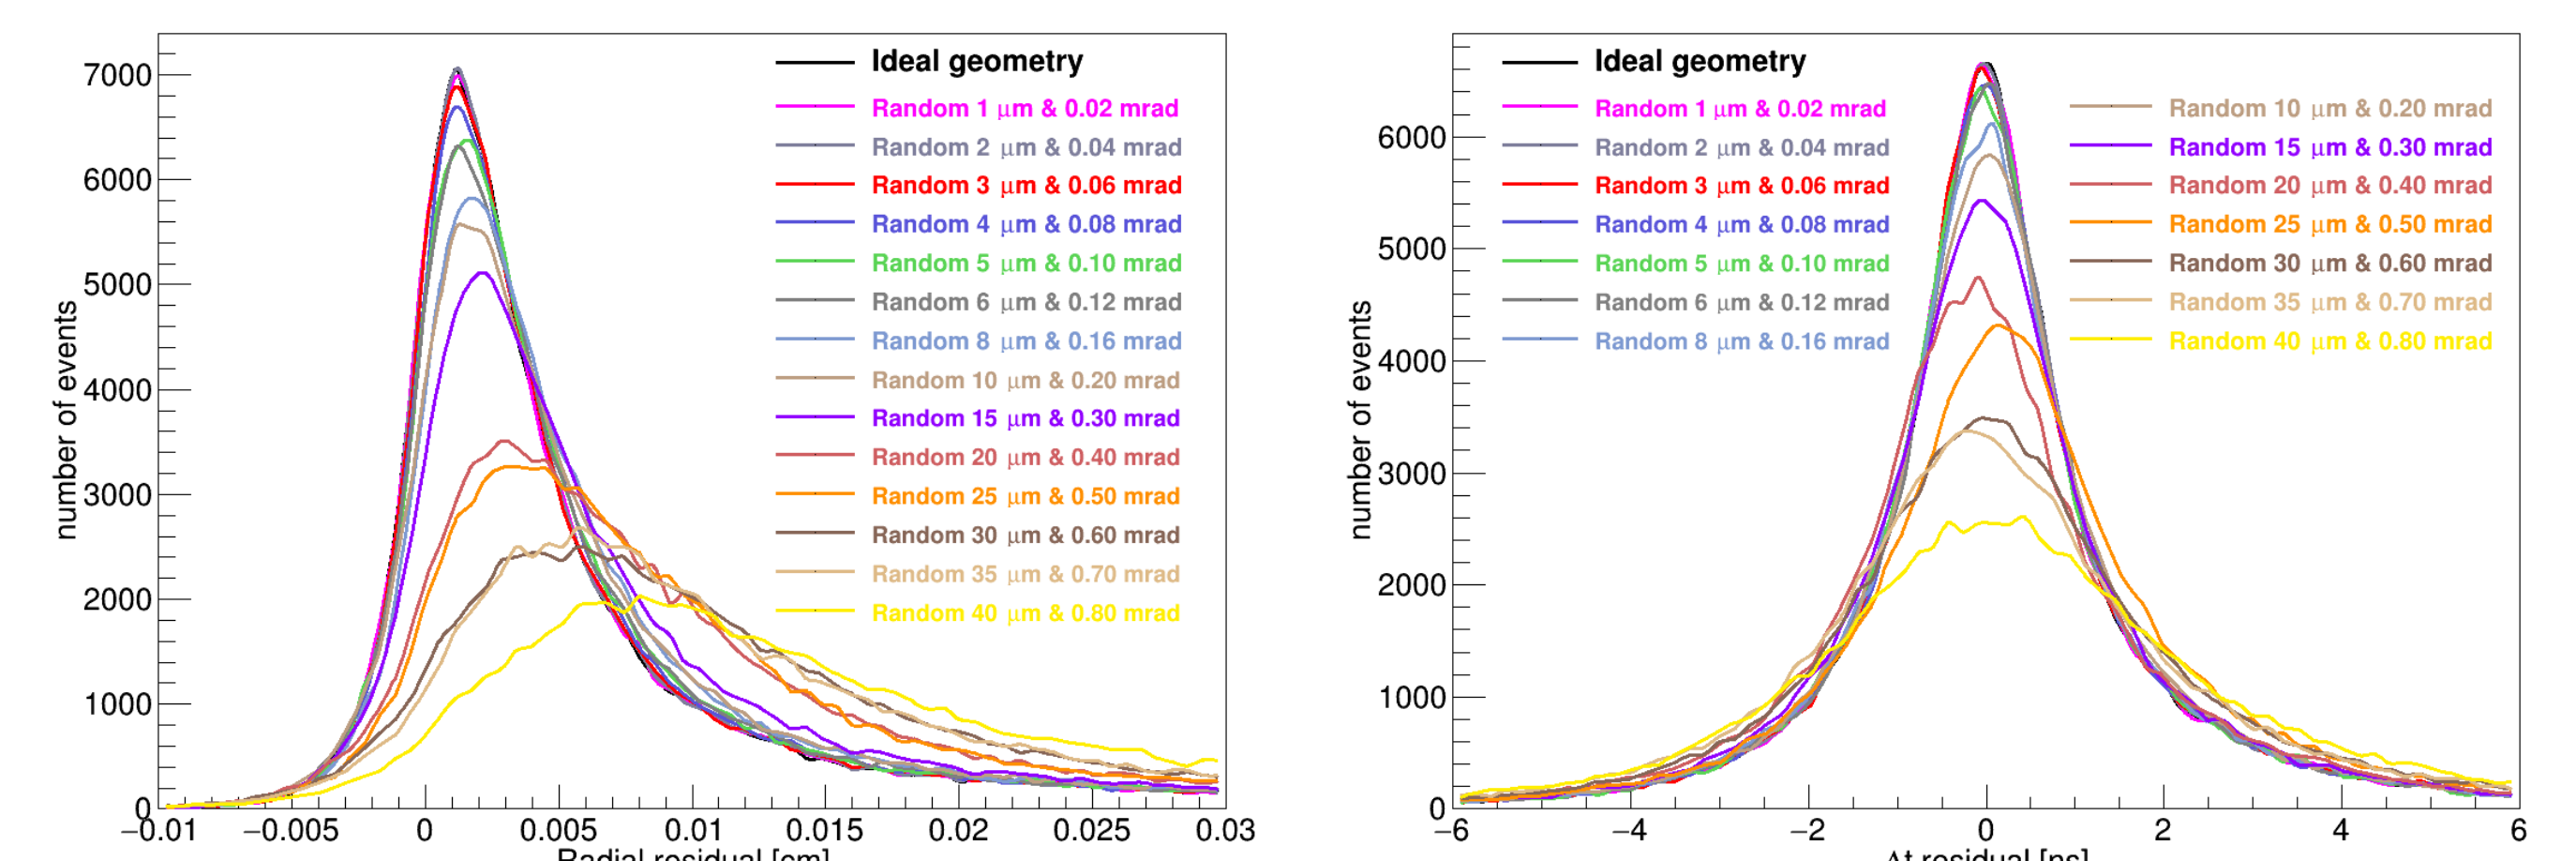 7000
6000
5000
4000
3000
2000
1000
0
number of events
−0.01 −0.005 0 0.005 0.01 0.015 0.02 0.025 0.03
Radial residual [cm]
Ideal geometry
Random 1 μm & 0.02 mrad
Random 2 μm & 0.04 mrad
Random 3 μm & 0.06 mrad
Random 4 μm & 0.08 mrad
Random 5 μm & 0.10 mrad
Random 6 μm & 0.12 mrad
Random 8 μm & 0.16 mrad
Random 10 μm & 0.20 mrad
Random 15 μm & 0.30 mrad
Random 20 μm & 0.40 mrad
Random 25 μm & 0.50 mrad
Random 30 μm & 0.60 mrad
Random 35 μm & 0.70 mrad
Random 40 μm & 0.80 mrad
6000
5000
4000
3000
2000
1000
0
number of events
−6 −4 −2 0 2 4 6
Δt residual [ns]
Ideal geometry
Random 1 μm & 0.02 mrad
Random 2 μm & 0.04 mrad
Random 3 μm & 0.06 mrad
Random 4 μm & 0.08 mrad
Random 5 μm & 0.10 mrad
Random 6 μm & 0.12 mrad
Random 8 μm & 0.16 mrad
Random 10 μm & 0.20 mrad
Random 15 μm & 0.30 mrad
Random 20 μm & 0.40 mrad
Random 25 μm & 0.50 mrad
Random 30 μm & 0.60 mrad
Random 35 μm & 0.70 mrad
Random 40 μm & 0.80 mrad